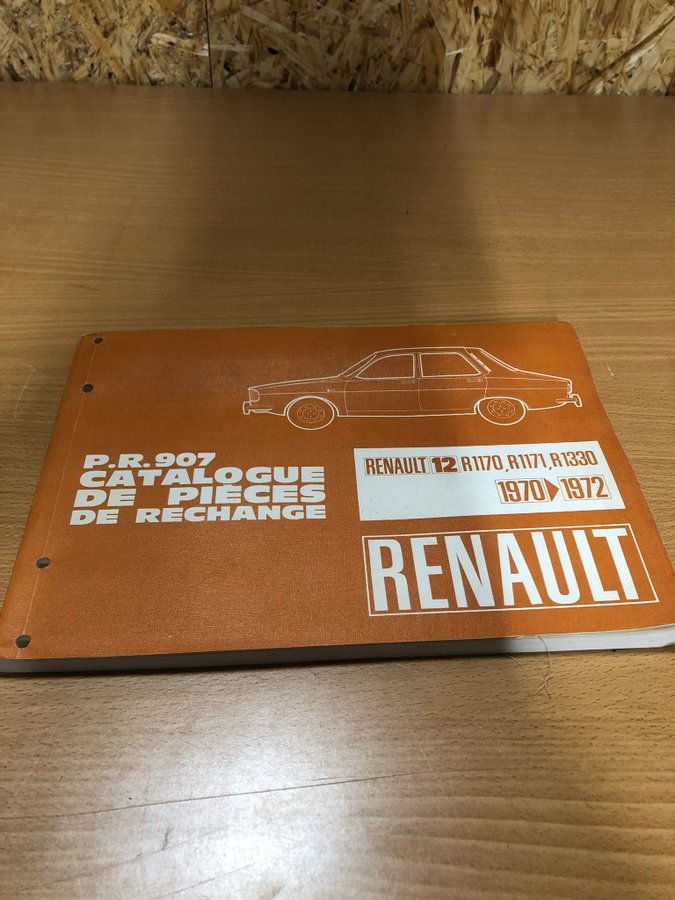 P.R.907
CATALOGUE
DE PIÈCES
DE RECHANGE
RENAULT 12 R1170, R1171, R1330
1970 1972
RENAULT